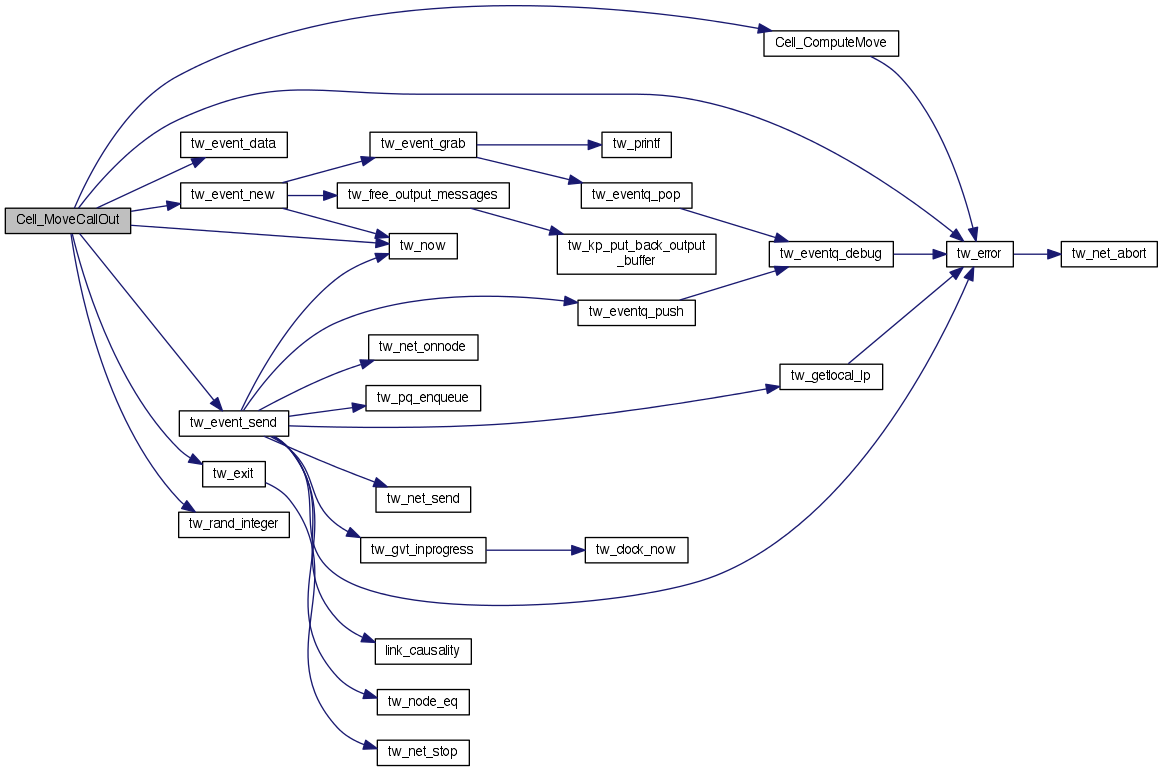 Cell_ComputeMove
tw_event_data
tw_event_grab
tw_printf
tw_event_new
tw_free_output_messages
tw_eventq_pop
Cell_MoveCallOut
tw_now
tw_kp_put_back_output
_buffer
tw_eventq_debug
tw_error
tw_net_abort
tw_eventq_push
tw_net_onnode
tw_getlocal_lp
tw_pq_enqueue
tw_event_send
tw_exit
tw_net_send
tw_rand_integer
tw_gvt_inprogress
tw_clock_now
link_causality
tw_node_eq
tw_net_stop